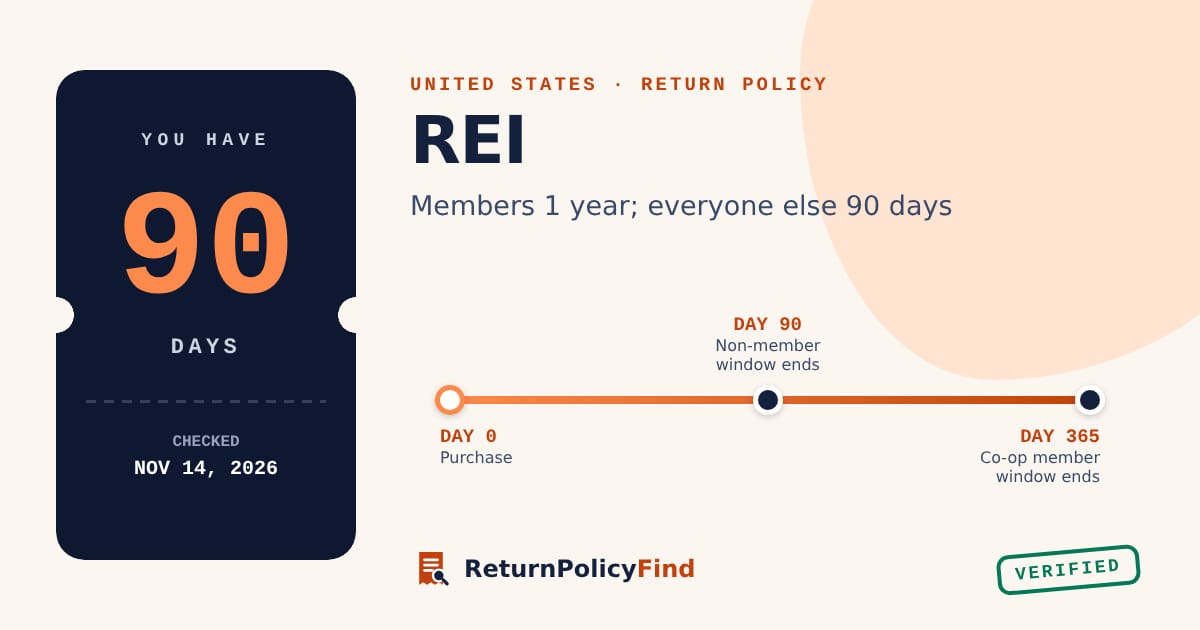 YOU HAVE
90
DAYS
CHECKED
NOV 14, 2026
UNITED STATES · RETURN POLICY
REI
Members 1 year; everyone else 90 days
DAY 90
Non-member
window ends
DAY 0
Purchase
DAY 365
Co-op member
window ends
ReturnPolicyFind
VERIFIED